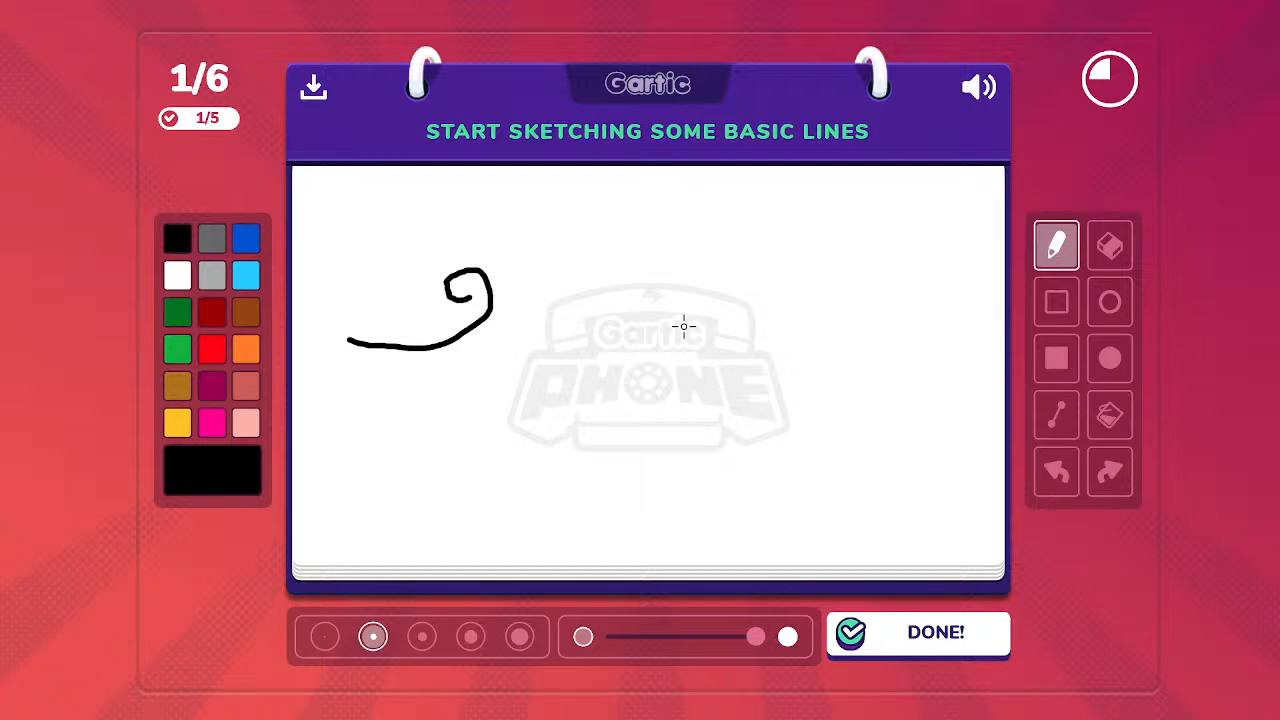 1/6
1/5
Gartic
START SKETCHING SOME BASIC LINES
Gartic
PHONE
DONE!